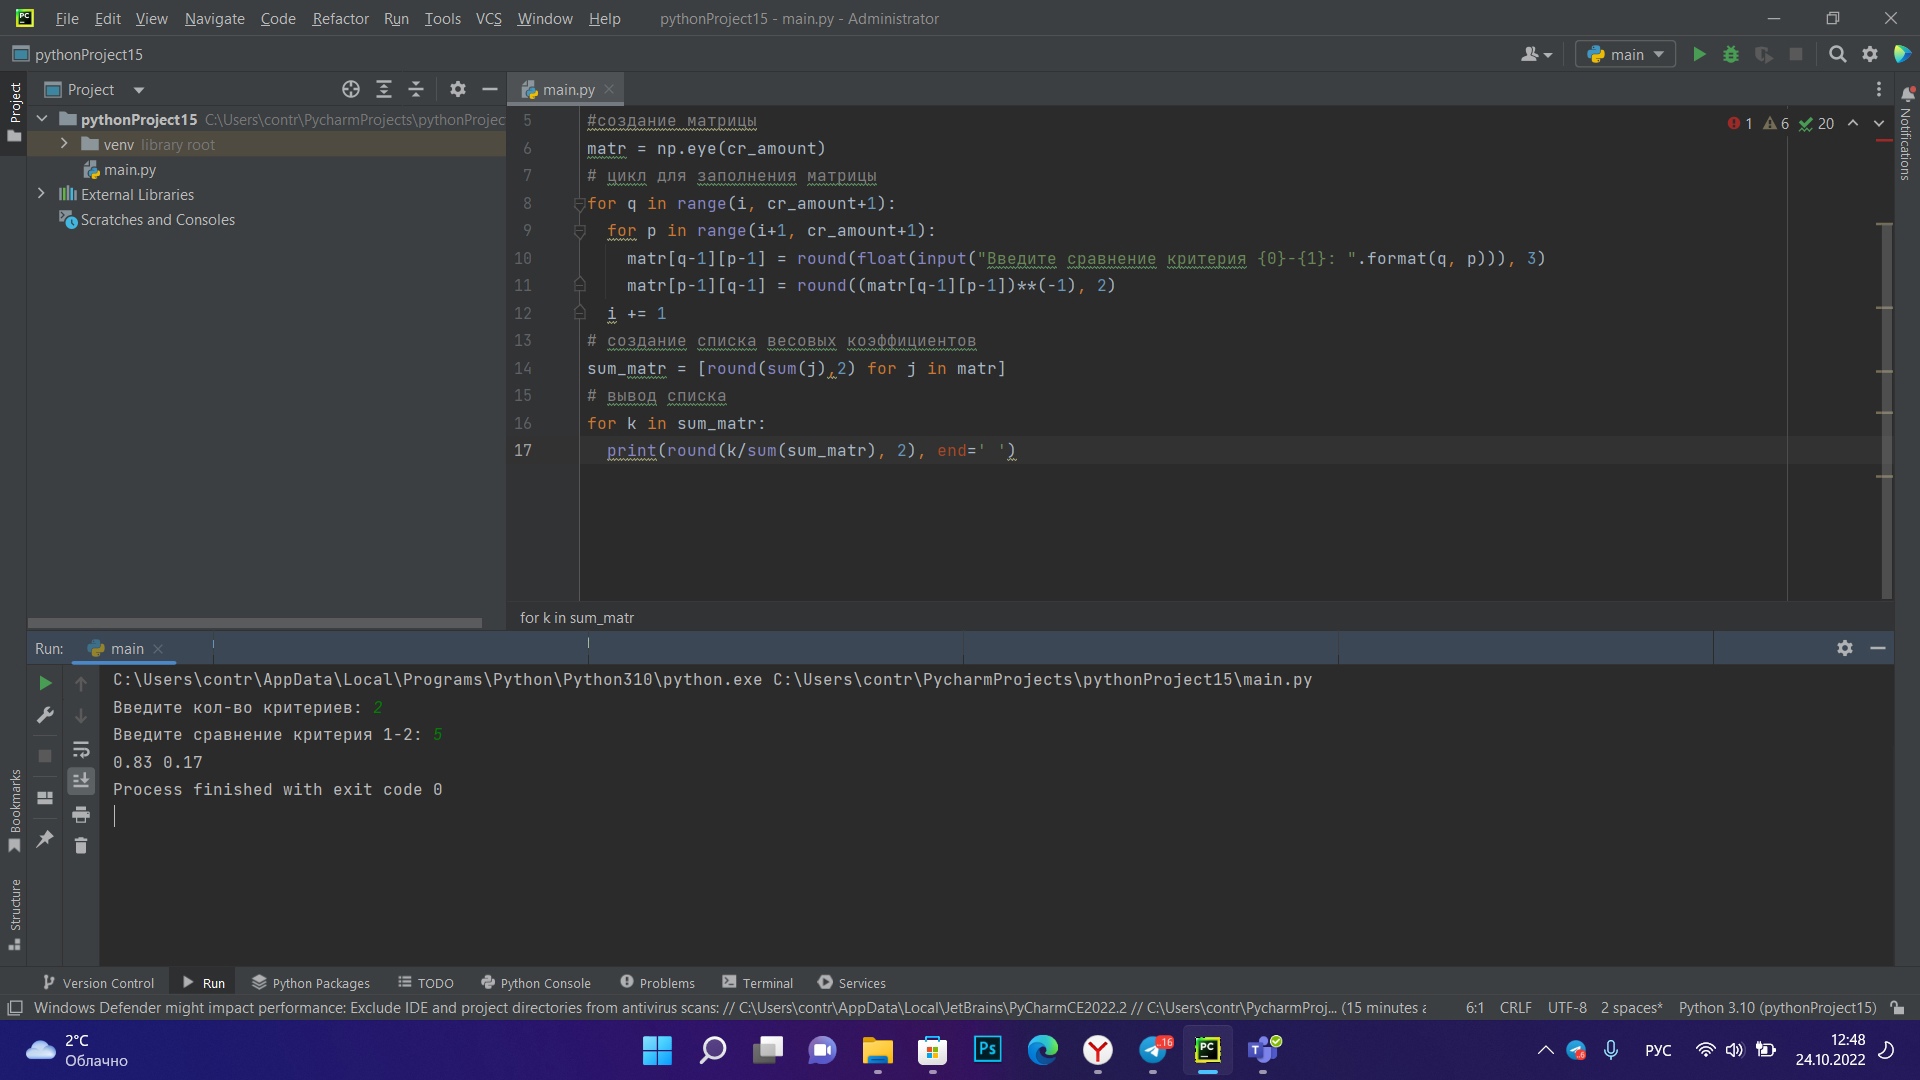 File Edit View Navigate Code Refactor Run Tools VCS Window Help pythonProject15 - main.py - Administrator
pythonProject15
main
Project
main.py
pythonProject15 C:\Users\contr\PycharmProjects\pythonProjec
venv library root
main.py
External Libraries
Scratches and Consoles
Project
Bookmarks
Structure
Notifications
1 6 20
5 #создание матрицы
6 matr = np.eye(cr_amount)
7 # цикл для заполнения матрицы
8 for q in range(i, cr_amount+1):
9 for p in range(i+1, cr_amount+1):
10 matr[q-1][p-1] = round(float(input("Введите сравнение критерия {0}-{1}: ".format(q, p))), 3)
11 matr[p-1][q-1] = round((matr[q-1][p-1])**(-1), 2)
12 i += 1
13 # создание списка весовых коэффициентов
14 sum_matr = [round(sum(j),2) for j in matr]
15 # вывод списка
16 for k in sum_matr:
17 print(round(k/sum(sum_matr), 2), end=' ')
for k in sum_matr
Run: main
C:\Users\contr\AppData\Local\Programs\Python\Python310\python.exe C:\Users\contr\PycharmProjects\pythonProject15\main.py
Введите кол-во критериев: 2
Введите сравнение критерия 1-2: 5
0.83 0.17
Process finished with exit code 0
Version Control Run Python Packages TODO Python Console Problems Terminal Services
Windows Defender might impact performance: Exclude IDE and project directories from antivirus scans: // C:\Users\contr\AppData\Local\JetBrains\PyCharmCE2022.2 // C:\Users\contr\PycharmProj... (15 minutes a 6:1 CRLF UTF-8 2 spaces* Python 3.10 (pythonProject15)
2°C
Облачно
РУС
12:48
24.10.2022